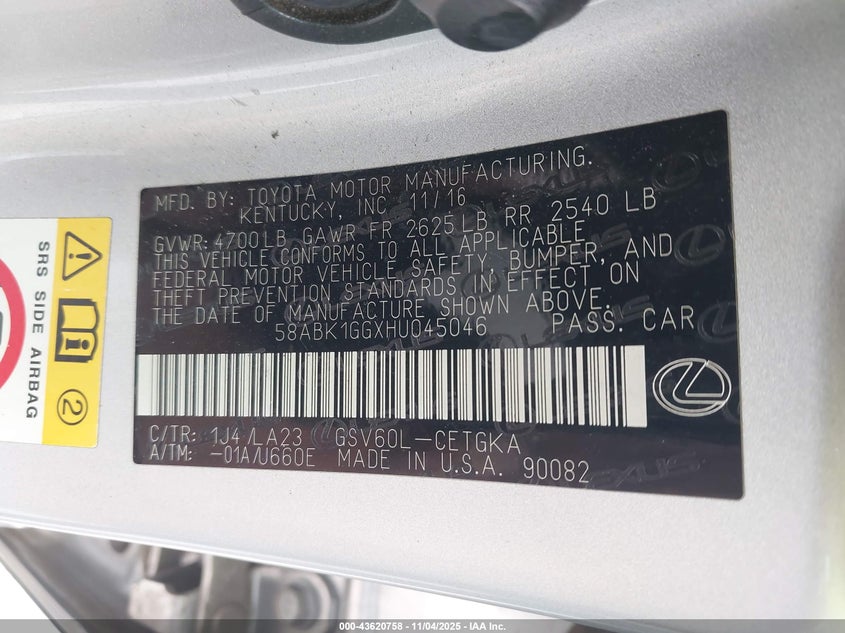 MFD. BY: TOYOTA MOTOR MANUFACTURING.
KENTUCKY, INC 11/16
GVWR: 4700LB GAWR FR 2625LB RR 2540 LB
THIS VEHICLE CONFORMS TO ALL APPLICABLE
FEDERAL MOTOR VEHICLE SAFETY, BUMPER, AND
THEFT PREVENTION STANDARDS IN EFFECT ON
THE DATE OF MANUFACTURE SHOWN ABOVE.
58ABK1GGXHU045046 PASS. CAR
C/TR: 1J4/LA23 GSV60L-CETGKA
A/TM: -01A/U660E MADE IN U.S.A. 90082
SRS SIDE AIRBAG
2
000-43620758 - 11/04/2025 - IAA Inc.